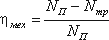 η_мех = (N_П − N_тр) / N_П